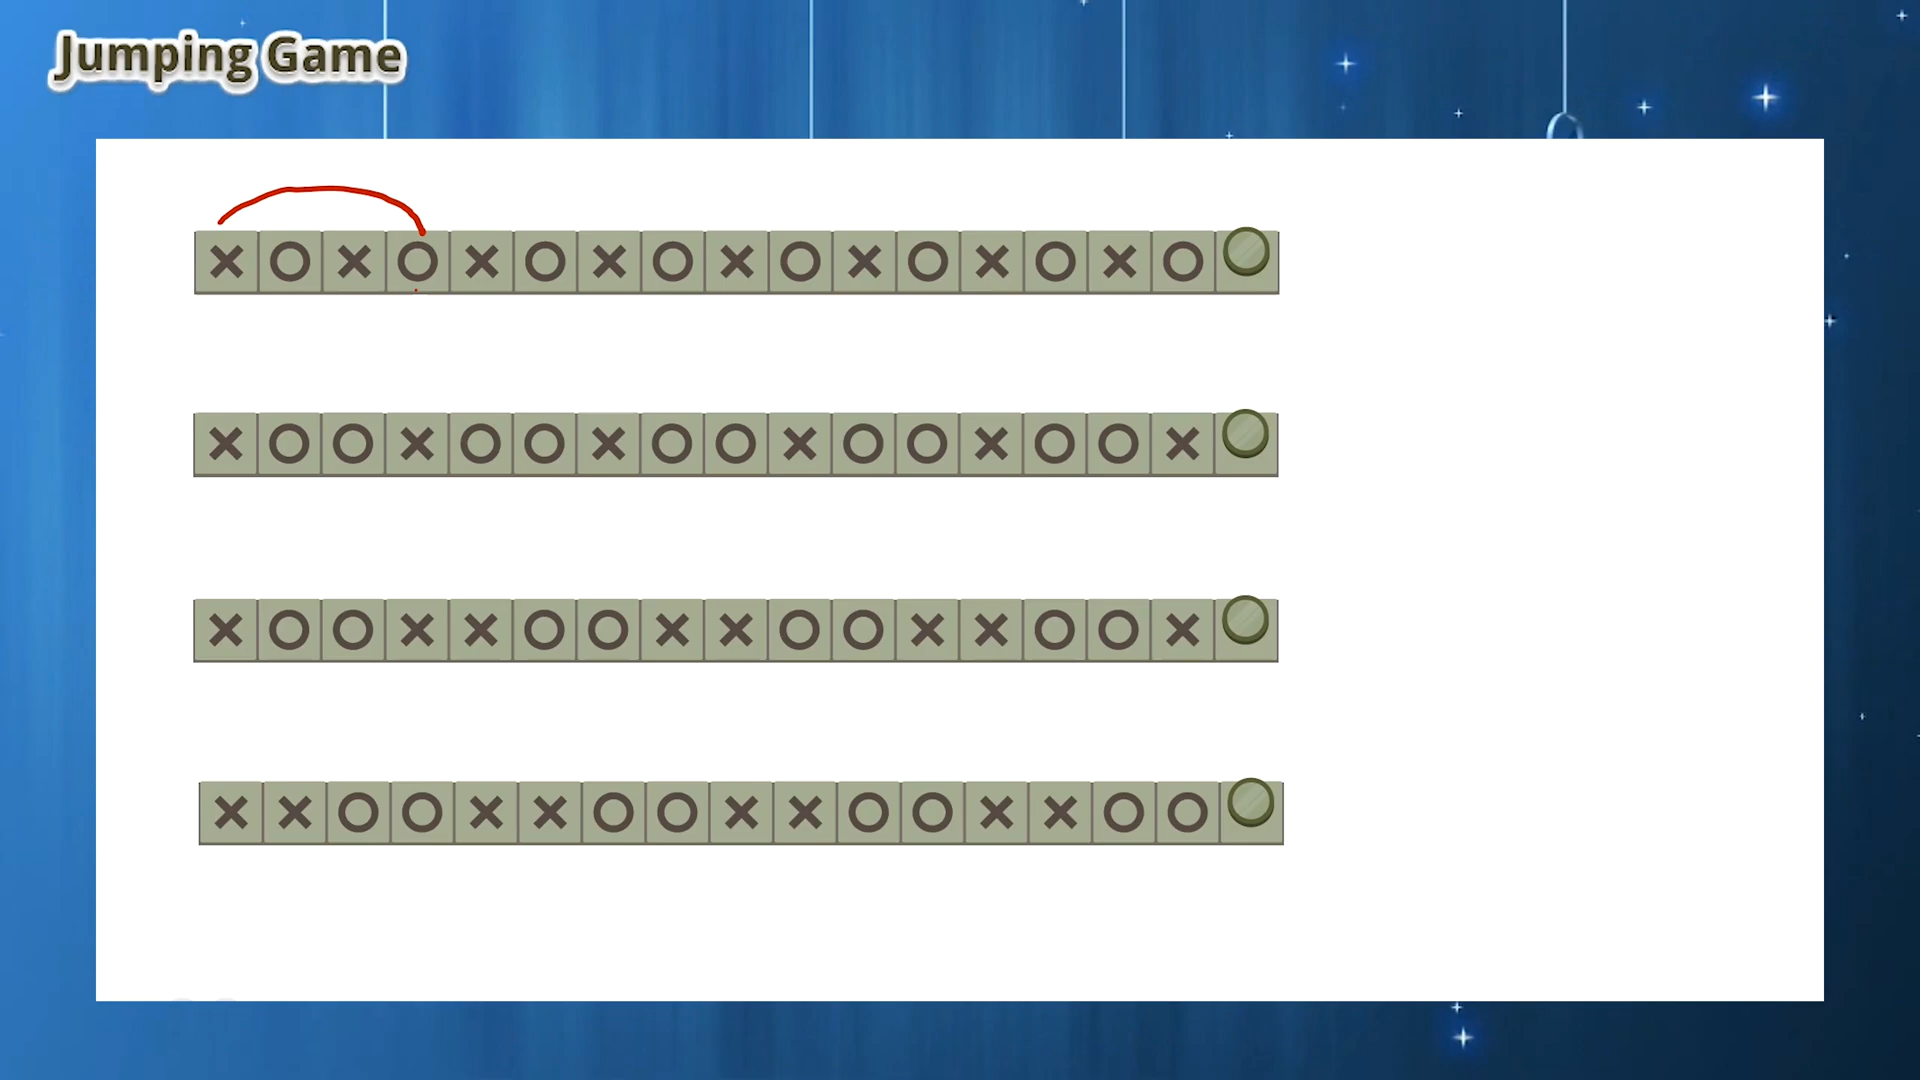 Jumping Game
X O X O X O X O X O X O X O X O
X O O X O O X O O X O O X O O X
X O O X X O O X X O O X X O O X
X X O O X X O O X X O O X X O O